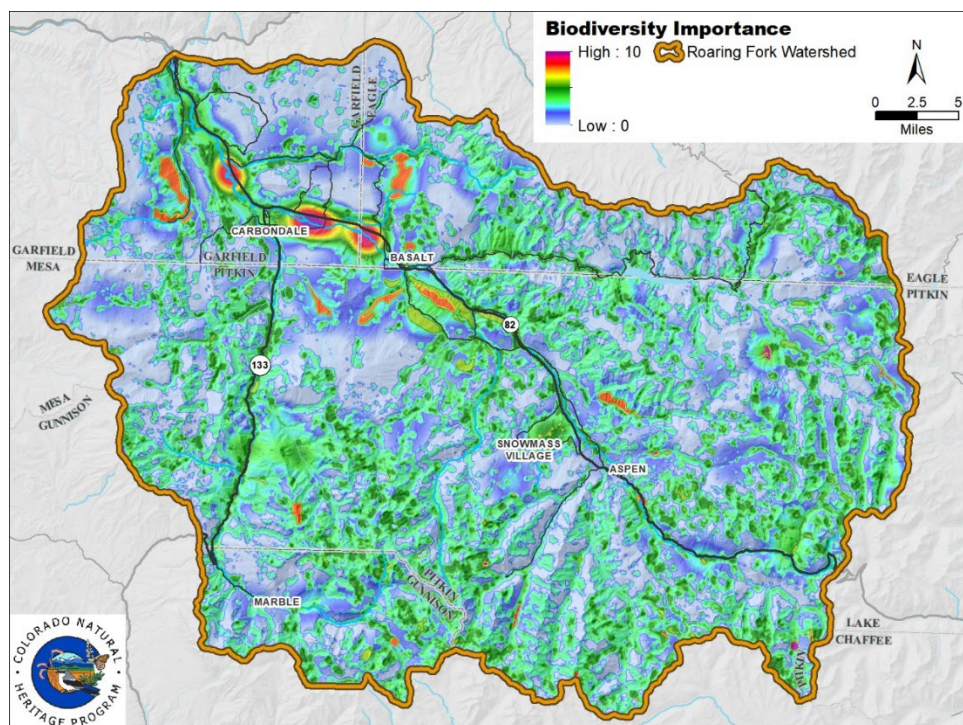 Biodiversity Importance
High : 10
Roaring Fork Watershed
Low : 0
N
0 2.5 5
Miles
GARFIELD
EAGLE
CARBONDALE
GARFIELD
MESA
GARFIELD
PITKIN
BASALT
EAGLE
PITKIN
82
133
MESA
GUNNISON
SNOWMASS
VILLAGE
ASPEN
PITKIN
GUNNISON
MARBLE
LAKE
CHAFFEE
PITKIN
COLORADO NATURAL
HERITAGE PROGRAM